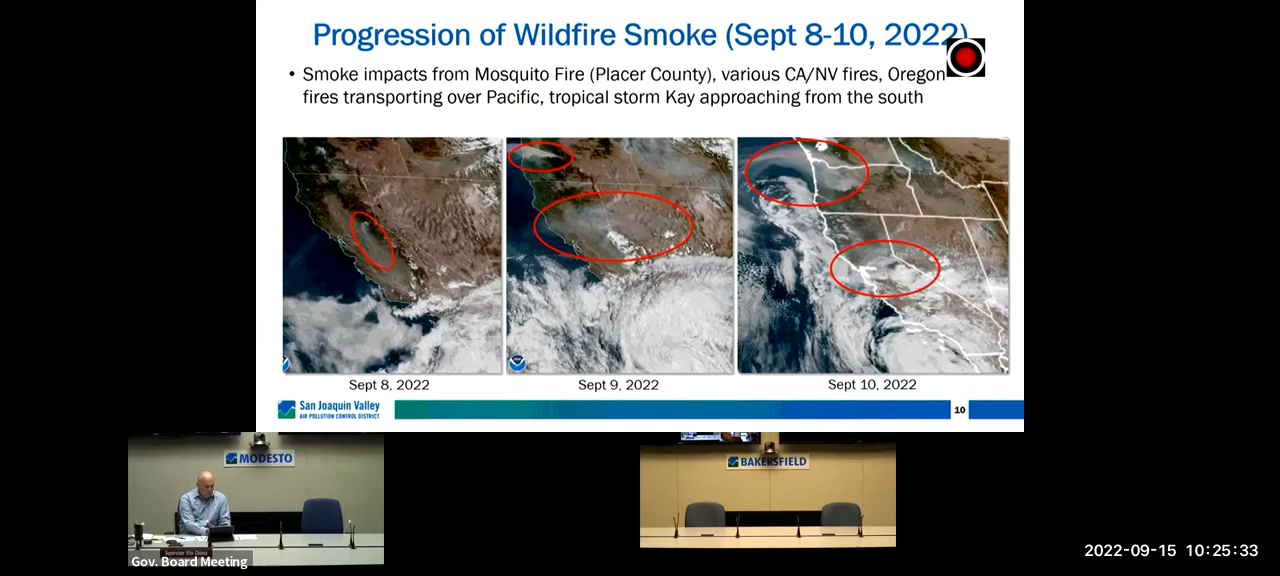 Progression of Wildfire Smoke (Sept 8-10, 2022)
• Smoke impacts from Mosquito Fire (Placer County), various CA/NV fires, Oregon
fires transporting over Pacific, tropical storm Kay approaching from the south
Sept 8, 2022
Sept 9, 2022
Sept 10, 2022
San Joaquin Valley
AIR POLLUTION CONTROL DISTRICT
10
MODESTO
BAKERSFIELD
Gov. Board Meeting
2022-09-15 10:25:33